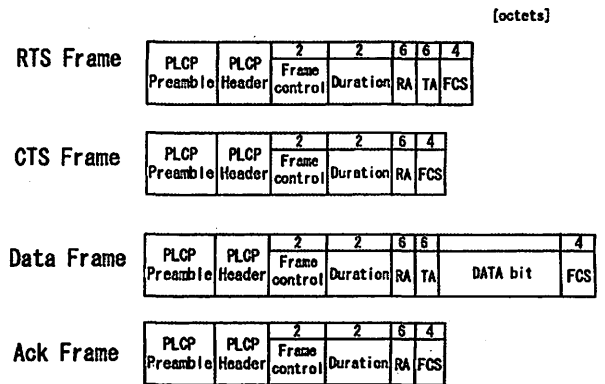 [octets]
RTS Frame
PLCP Preamble
PLCP Header
2
Frame control
2
Duration
6
RA
6
TA
4
FCS
CTS Frame
PLCP Preamble
PLCP Header
2
Frame control
2
Duration
6
RA
4
FCS
Data Frame
PLCP Preamble
PLCP Header
2
Frame control
2
Duration
6
RA
6
TA
DATA bit
4
FCS
Ack Frame
PLCP Preamble
PLCP Header
2
Frame control
2
Duration
6
RA
4
FCS